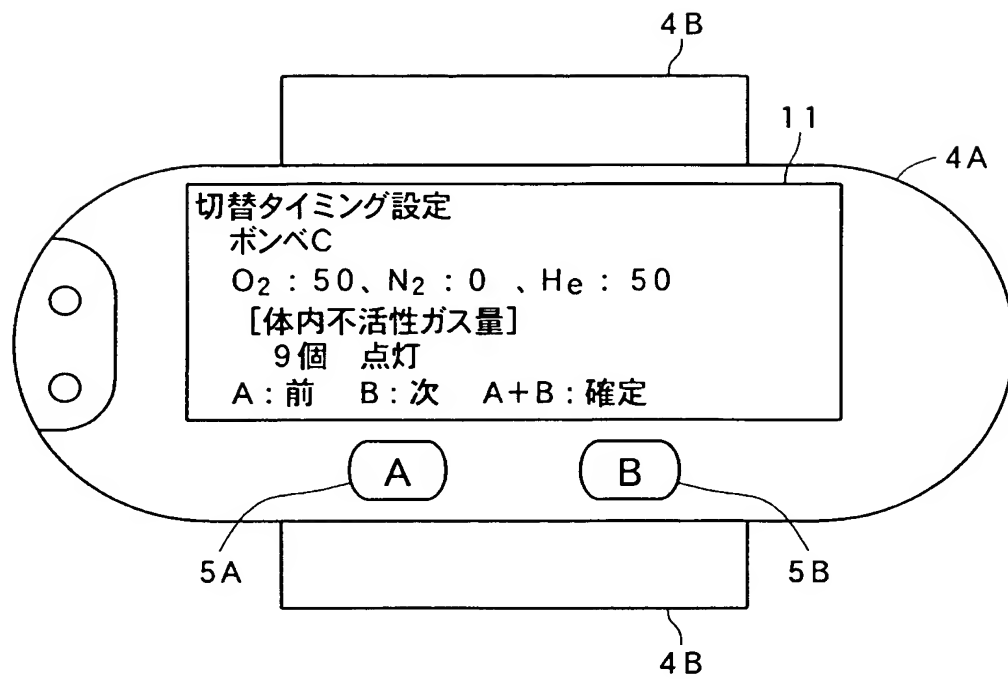 4B
11
4A
切替タイミング設定
ボンベC
O2：50、N2：0 、He：50
[体内不活性ガス量]
9個 点灯
A：前 B：次 A＋B：確定
A
B
5A
5B
4B